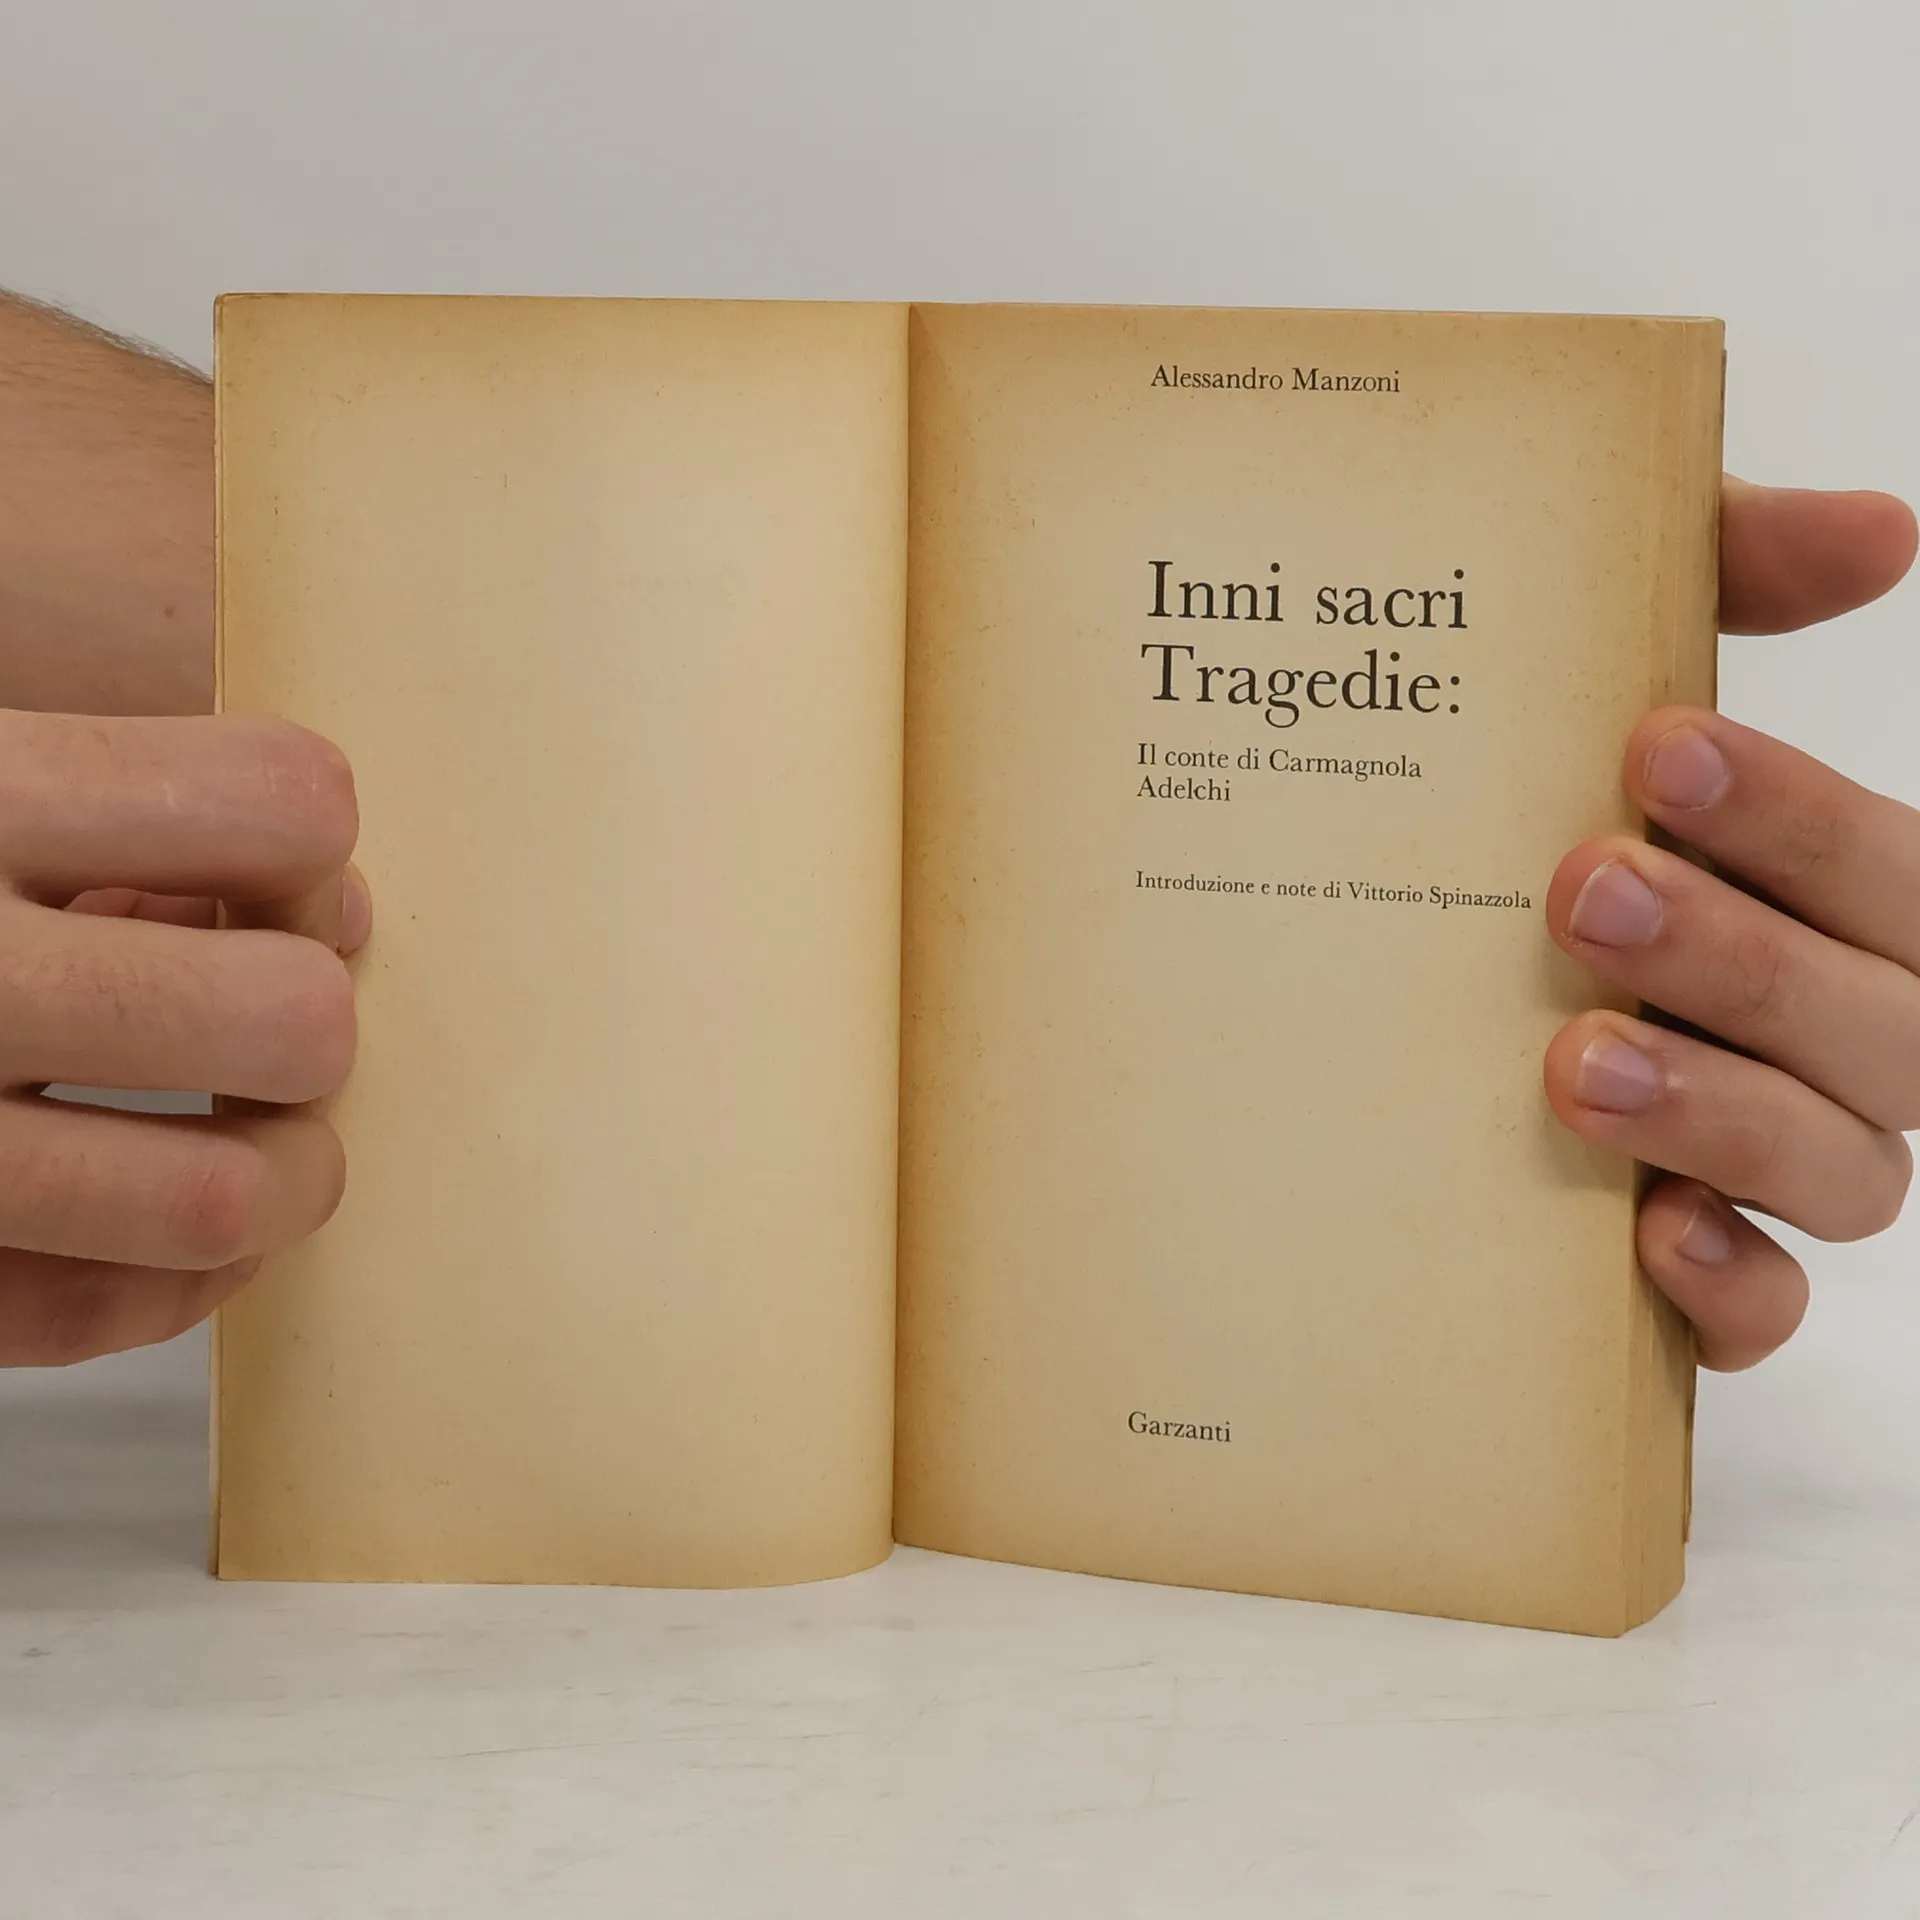 Alessandro Manzoni
Inni sacri
Tragedie:
Il conte di Carmagnola
Adelchi
Introduzione e note di Vittorio Spinazzola
Garzanti